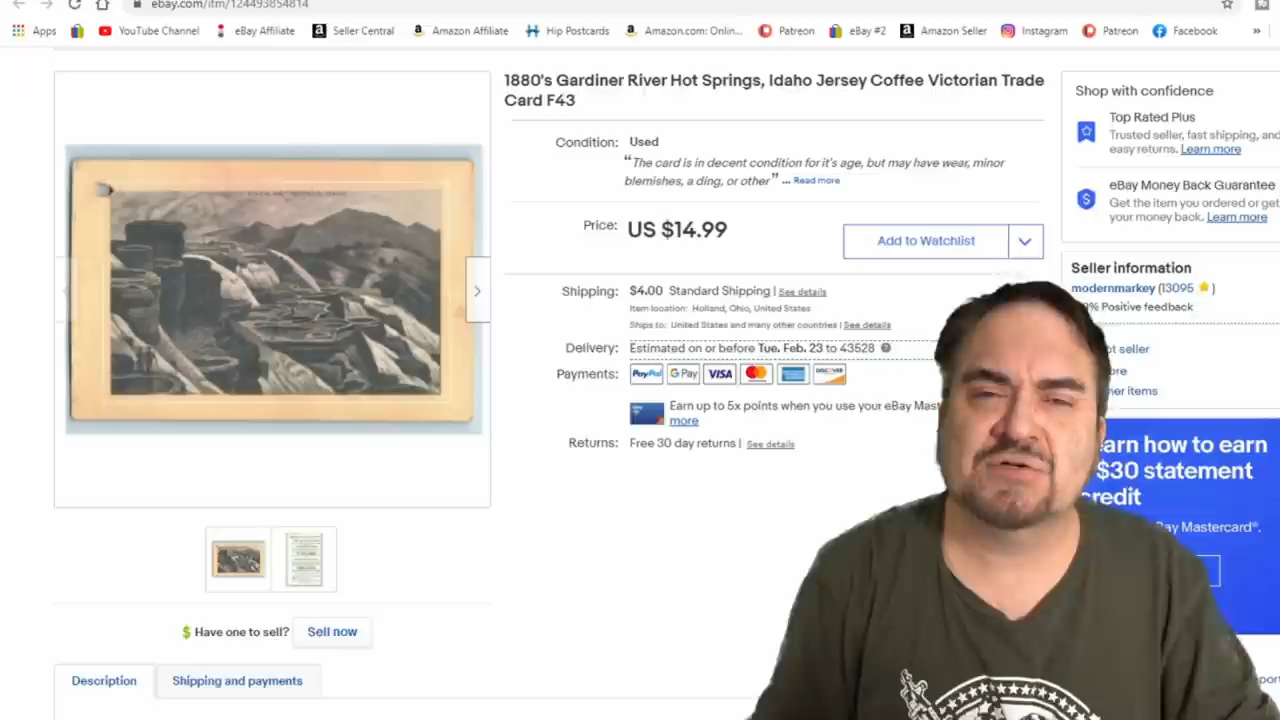 ebay.com/itm/124493854814
Apps YouTube Channel eBay Affiliate Seller Central Amazon Affiliate Hip Postcards Amazon.com: Onlin... Patreon eBay #2 Amazon Seller Instagram Patreon Facebook »
1880's Gardiner River Hot Springs, Idaho Jersey Coffee Victorian Trade
Card F43
Condition: Used
“The card is in decent condition for it's age, but may have wear, minor
blemishes, a ding, or other” ... Read more
Price: US $14.99
Add to Watchlist
Shipping: $4.00 Standard Shipping | See details
Item location: Holland, Ohio, United States
Ships to: United States and many other countries | See details
Delivery: Estimated on or before Tue. Feb. 23 to 43528
Payments: PayPal G Pay VISA DISCOVER
Earn up to 5x points when you use your eBay Mast
more
Returns: Free 30 day returns | See details
Shop with confidence
Top Rated Plus
Trusted seller, fast shipping, and
easy returns. Learn more
eBay Money Back Guarantee
Get the item you ordered or get
your money back. Learn more
Seller information
modernmarkey (13095 )
% Positive feedback
seller
items
earn how to earn
$30 statement
credit
Bay Mastercard®.
$ Have one to sell? Sell now
Description Shipping and payments